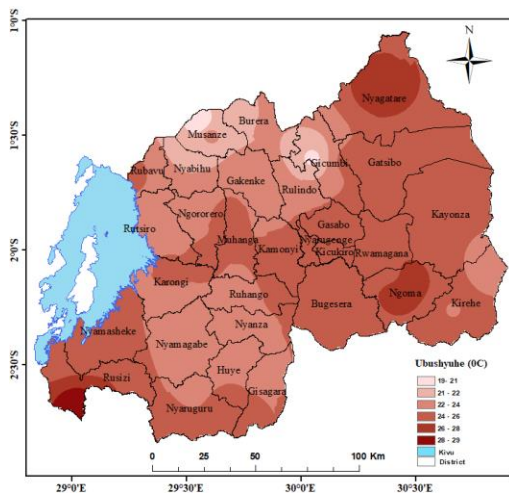 1°0'S
N
Nyagatare
Burera
Musanze
1°30'S
Gicumbi
Gatsibo
Rubavu
Nyabihu
Gakenke
Rulindo
Kayonza
Ngororero
Rutsiro
Gasabo
Muhanga
Nyarugenge
2°0'S
Kamonyi
Kicukiro
Rwamagana
Karongi
Ruhango
Bugesera
Ngoma
Kirehe
Nyamasheke
Nyanza
Nyamagabe
2°30'S
Rusizi
Huye
Gisagara
Nyaruguru
Ubushyuhe (0C)
19- 21
21 - 22
22 - 24
24 - 26
26 - 28
28 - 29
Kivu
District
0 25 50 100 Km
29°0'E 29°30'E 30°0'E 30°30'E